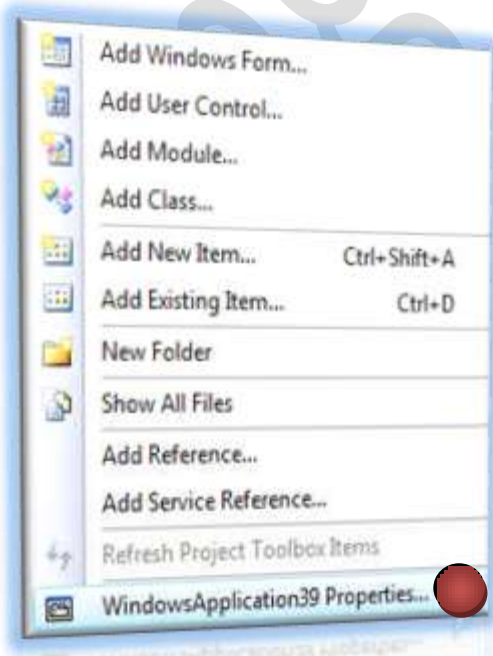 Add Windows Form...
Add User Control...
Add Module...
Add Class...
Add New Item... Ctrl+Shift+A
Add Existing Item... Ctrl+D
New Folder
Show All Files
Add Reference...
Add Service Reference...
Refresh Project Toolbox Items
WindowsApplication39 Properties...